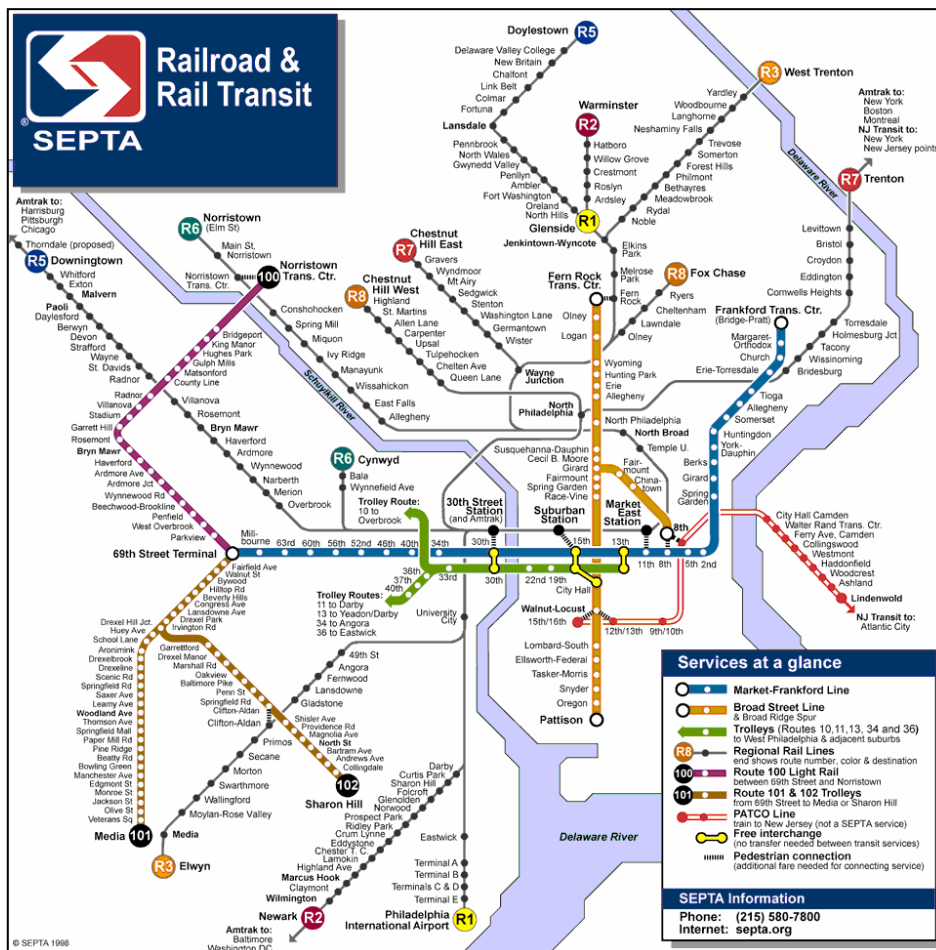 Railroad &
Rail Transit
®
SEPTA
Doylestown
R5
Delaware Valley College
New Britain
Chalfont
Link Belt
Colmar
Fortuna
Lansdale
Pennbrook
North Wales
Gwynedd Valley
Penllyn
Ambler
Fort Washington
Oreland
North Hills
Warminster
R2
Hatboro
Willow Grove
Crestmont
Roslyn
Ardsley
R1
Glenside
Jenkintown-Wyncote
R3
West Trenton
Yardley
Woodbourne
Langhorne
Neshaminy Falls
Trevose
Somerton
Forest Hills
Philmont
Bethayres
Meadowbrook
Rydal
Noble
Elkins
Park
Melrose
Park
Fern
Rock
Amtrak to:
New York
Boston
Montreal
NJ Transit to:
New York
New Jersey points
Delaware River
R7
Trenton
Levittown
Bristol
Croydon
Eddington
Cornwells Heights
Torresdale
Holmesburg Jct
Tacony
Wissinoming
Bridesburg
Amtrak to:
Harrisburg
Pittsburgh
Chicago
Thorndale (proposed)
R5
Downingtown
Whitford
Exton
Malvern
Paoli
Daylesford
Berwyn
Devon
Strafford
Wayne
St. Davids
Radnor
Villanova
Rosemont
Bryn Mawr
Haverford
Ardmore
Wynnewood
Narberth
Merion
Overbrook
R6
Norristown
(Elm St)
Main St,
Norristown
Norristown
Trans. Ctr.
Conshohocken
Spring Mill
Miquon
Ivy Ridge
Manayunk
Wissahickon
East Falls
Allegheny
100
Norristown
Trans. Ctr.
Bridgeport
King Manor
Hughes Park
Gulph Mills
Matsonford
County Line
Radnor
Villanova
Stadium
Garrett Hill
Rosemont
Bryn Mawr
Haverford
Ardmore Ave
Ardmore Jct
Wynnewood Rd
Beechwood-Brookline
Penfield
West Overbrook
Parkview
69th Street Terminal
Schuylkill River
R7
Chestnut
Hill East
Gravers
Wyndmoor
Mt Airy
Sedgwick
Stenton
Washington Lane
Germantown
Wister
Wayne
Junction
R8
Chestnut
Hill West
Highland
St. Martins
Allen Lane
Carpenter
Upsal
Tulpehocken
Chelten Ave
Queen Lane
North
Philadelphia
R8
Fox Chase
Ryers
Cheltenham
Lawndale
Olney
Fern Rock
Trans. Ctr.
Olney
Logan
Wyoming
Hunting Park
Erie
Allegheny
North Philadelphia
North Broad
Temple U.
Susquehanna-Dauphin
Cecil B. Moore
Girard
Fairmount
Spring Garden
Race-Vine
Fair-
mount
China-
town
Frankford Trans. Ctr.
(Bridge-Pratt)
Margaret-
Orthodox
Church
Erie-Torresdale
Tioga
Allegheny
Somerset
Huntingdon
York-
Dauphin
Berks
Girard
Spring
Garden
R6
Cynwyd
Bala
Wynnefield Ave
Trolley Route:
10 to
Overbrook
30th Street
Station
(and Amtrak)
Suburban
Station
Market
East
Station
8th
Mill-
bourne
63rd
60th
56th
52nd
46th
40th
34th
30th
15th
13th
11th
8th
5th
2nd
36th
37th
40th
33rd
30th
22nd
19th
City Hall
Trolley Routes:
11 to Darby
13 to Yeadon/Darby
34 to Angora
36 to Eastwick
Walnut-Locust
15th/16th
12th/13th
9th/10th
City Hall Camden
Walter Rand Trans. Ctr.
Ferry Ave, Camden
Collingswood
Westmont
Haddonfield
Woodcrest
Ashland
Lindenwold
NJ Transit to:
Atlantic City
Lombard-South
Ellsworth-Federal
Tasker-Morris
Snyder
Oregon
Pattison
Fairfield Ave
Walnut St
Bywood
Hilltop Rd
Beverly Hills
Congress Ave
Lansdowne Ave
Drexel Park
Irvington Rd
Drexel Hill Jct.
Huey Ave
School Lane
Aronimink
Drexelbrook
Drexeline
Scenic Rd
Springfield Rd
Saxer Ave
Leamy Ave
Woodland Ave
Thomson Ave
Springfield Mall
Paper Mill Rd
Pine Ridge
Beatty Rd
Bowling Green
Manchester Ave
Edgmont St
Monroe St
Jackson St
Olive St
Veterans Sq
Media
101
Garrettford
Drexel Manor
Marshall Rd
Oakview
Baltimore Pike
Penn St
Springfield Rd
Clifton-Aldan
Shisler Ave
Providence Rd
Magnolia Ave
North St
Bartram Ave
Andrews Ave
Collingdale
102
Sharon Hill
University
City
49th St
Angora
Fernwood
Lansdowne
Gladstone
Clifton-Aldan
Primos
Secane
Morton
Swarthmore
Wallingford
Moylan-Rose Valley
Media
R3
Elwyn
Darby
Curtis Park
Sharon Hill
Folcroft
Glenolden
Norwood
Prospect Park
Ridley Park
Crum Lynne
Eddystone
Chester T. C.
Lamokin
Highland Ave
Marcus Hook
Claymont
Wilmington
Newark
R2
Amtrak to:
Baltimore
Washington DC
Eastwick
Terminal A
Terminal B
Terminals C & D
Terminal E
Philadelphia
International Airport
R1
Delaware River
Services at a glance
Market-Frankford Line
Broad Street Line
& Broad Ridge Spur
Trolleys (Routes 10,11,13, 34 and 36)
to West Philadelphia & adjacent suburbs
R8
Regional Rail Lines
end shows route number, color & destination
100
Route 100 Light Rail
between 69th Street and Norristown
101
Route 101 & 102 Trolleys
from 69th Street to Media or Sharon Hill
PATCO Line
train to New Jersey (not a SEPTA service)
Free interchange
(no transfer needed between transit services)
Pedestrian connection
(additional fare needed for connecting service)
SEPTA Information
Phone: (215) 580-7800
Internet: septa.org
© SEPTA 1998